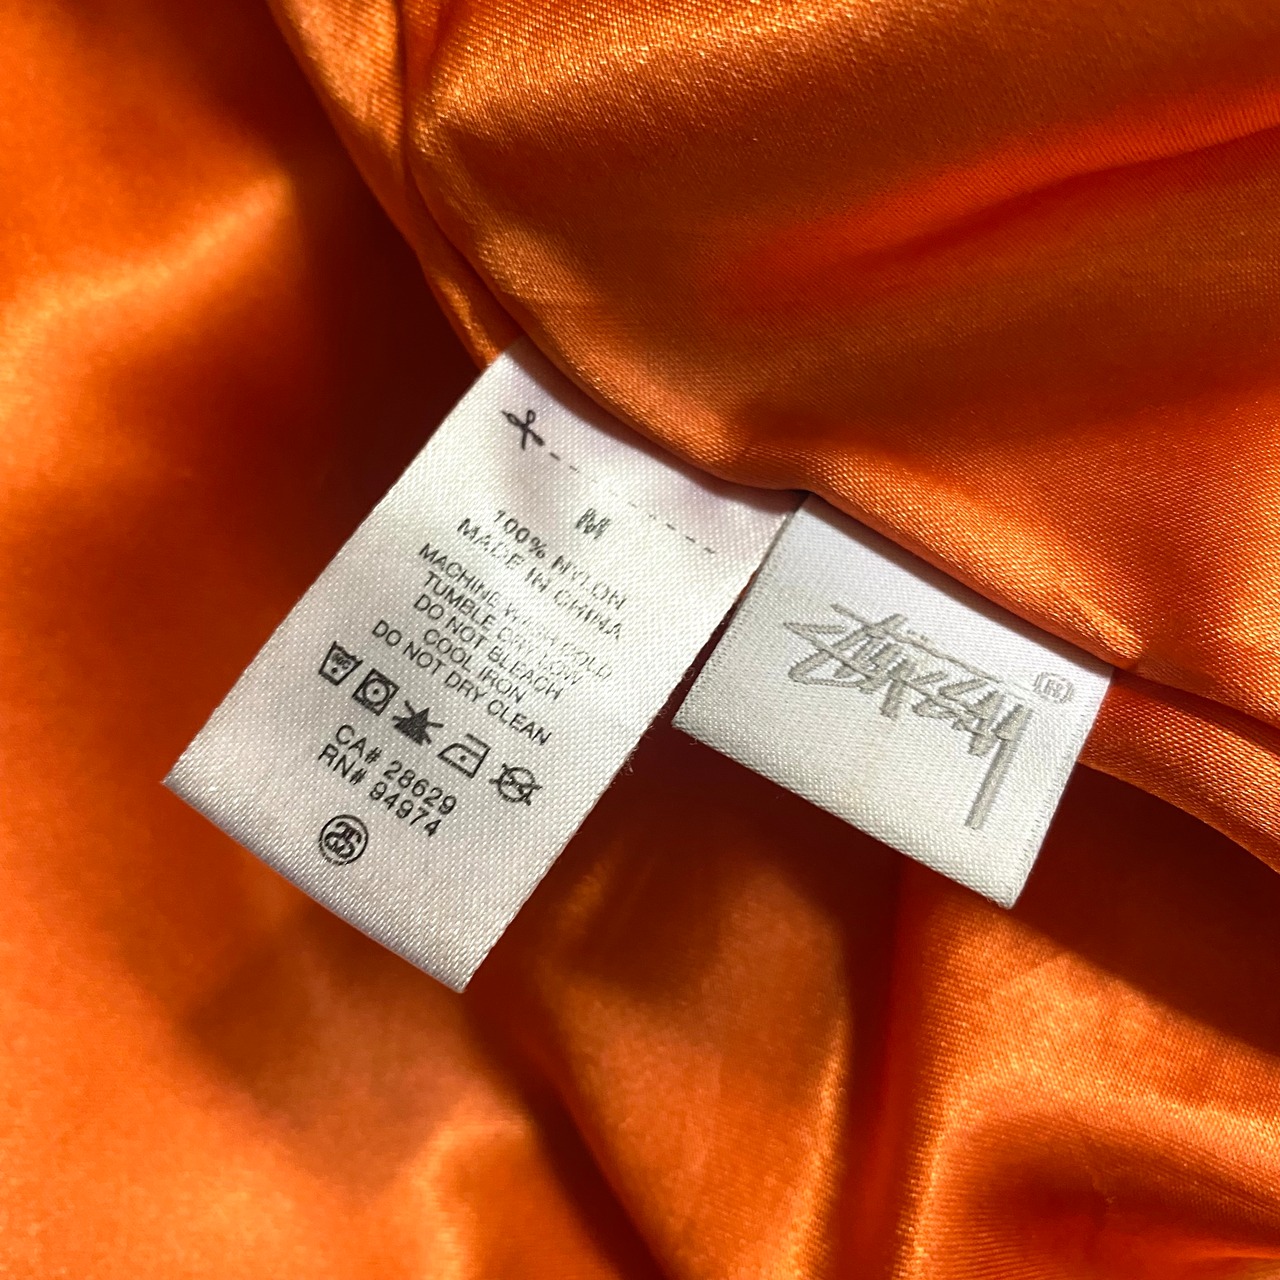 M
100% NYLON
MADE IN CHINA
MACHINE WASH COLD
TUMBLE DRY LOW
DO NOT BLEACH
COOL IRON
DO NOT DRY CLEAN
CA# 28629
RN# 94974
Stüssy ®